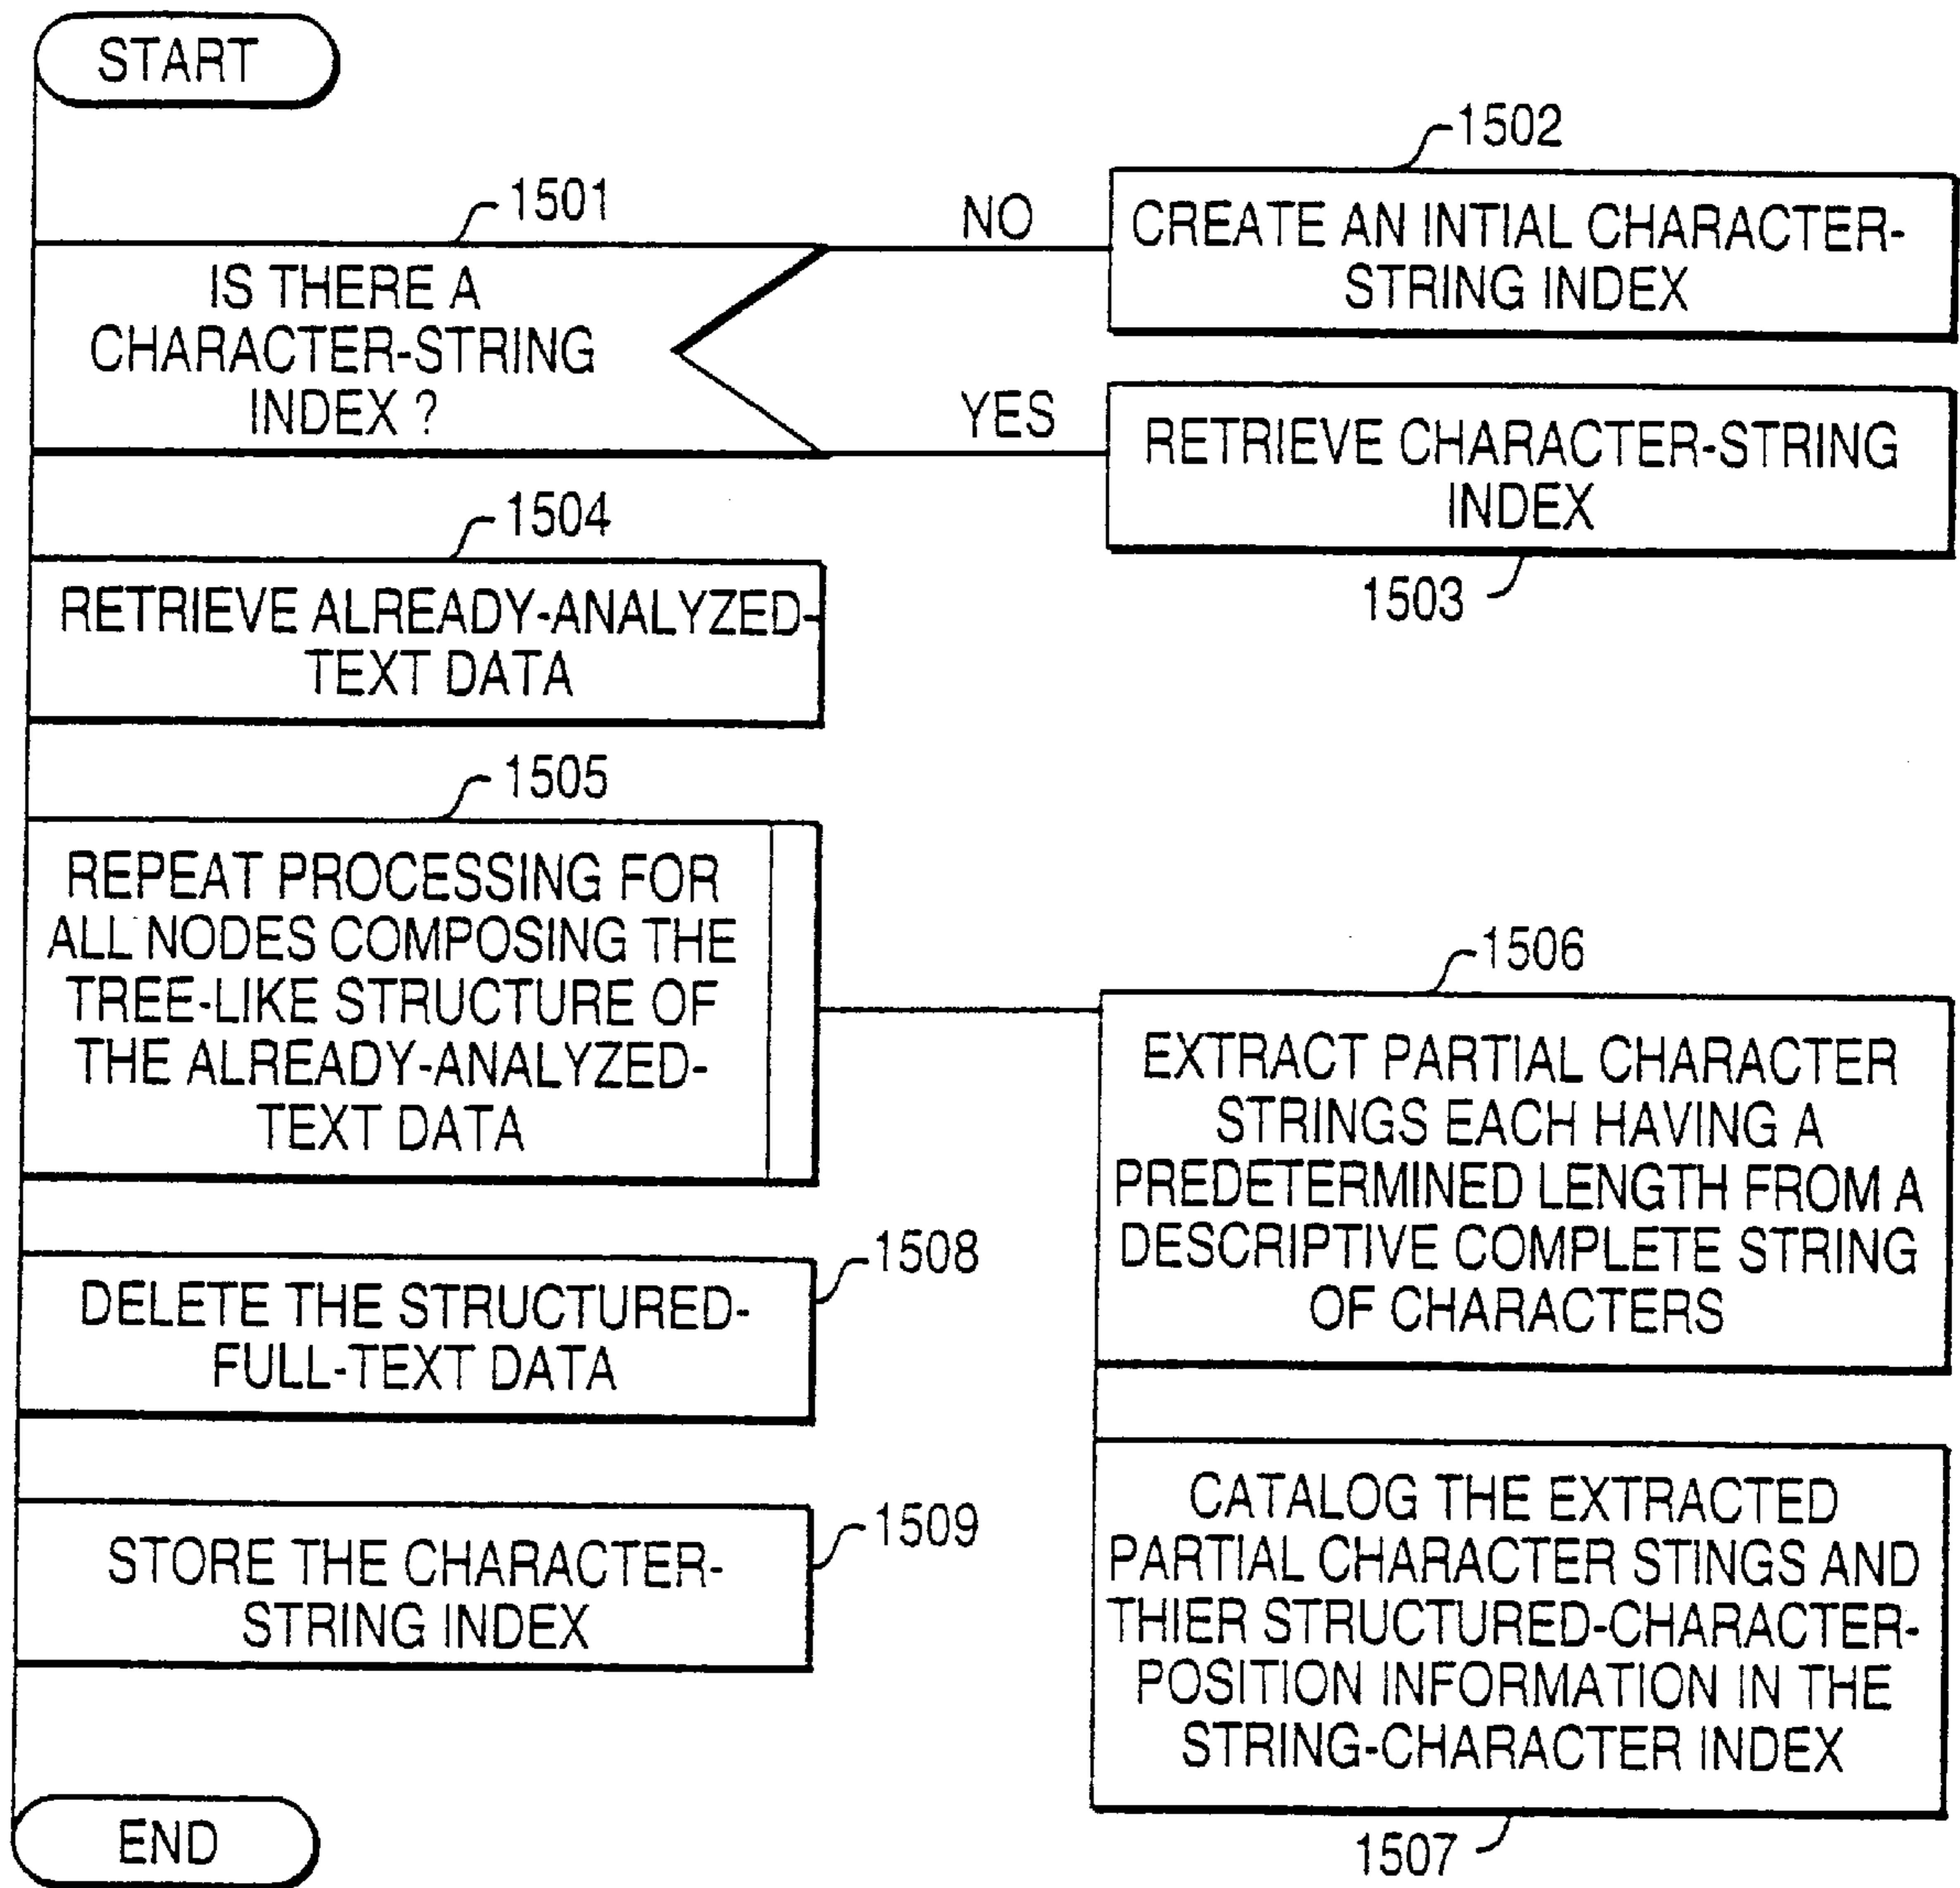 START
1501
IS THERE A
CHARACTER-STRING
INDEX ?
NO
1502
CREATE AN INTIAL CHARACTER-
STRING INDEX
YES
RETRIEVE CHARACTER-STRING
INDEX
1503
1504
RETRIEVE ALREADY-ANALYZED-
TEXT DATA
1505
REPEAT PROCESSING FOR
ALL NODES COMPOSING THE
TREE-LIKE STRUCTURE OF
THE ALREADY-ANALYZED-
TEXT DATA
1506
EXTRACT PARTIAL CHARACTER
STRINGS EACH HAVING A
PREDETERMINED LENGTH FROM A
DESCRIPTIVE COMPLETE STRING
OF CHARACTERS
CATALOG THE EXTRACTED
PARTIAL CHARACTER STINGS AND
THIER STRUCTURED-CHARACTER-
POSITION INFORMATION IN THE
STRING-CHARACTER INDEX
1507
1508
DELETE THE STRUCTURED-
FULL-TEXT DATA
1509
STORE THE CHARACTER-
STRING INDEX
END